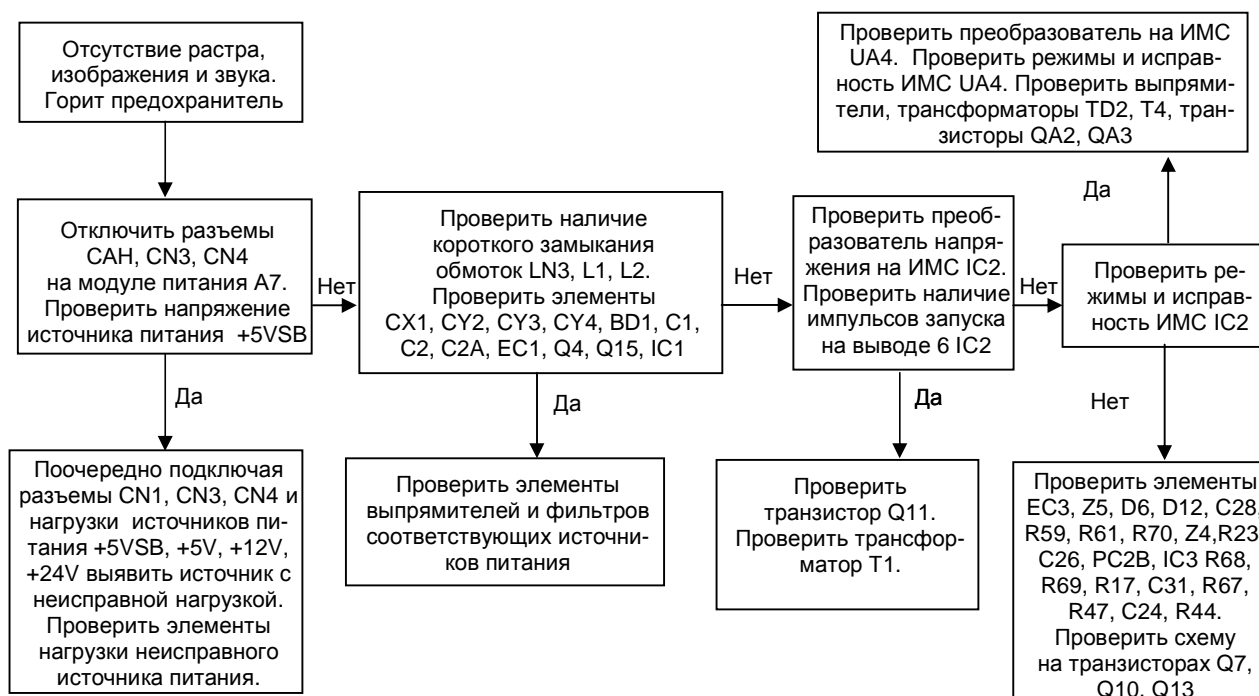 Отсутствие растра,
изображения и звука.
Горит предохранитель
Проверить преобразователь на ИМС
UA4. Проверить режимы и исправ-
ность ИМС UA4. Проверить выпрями-
тели, трансформаторы TD2, T4, тран-
зисторы QA2, QA3
Да
Отключить разъемы
САН, CN3, CN4
на модуле питания А7.
Проверить напряжение
источника питания +5VSB
Нет
Проверить наличие
короткого замыкания
обмоток LN3, L1, L2.
Проверить элементы
CX1, CY2, CY3, CY4, BD1, C1,
C2, C2A, EC1, Q4, Q15, IC1
Нет
Проверить преоб-
разователь напря-
жения на ИМС IC2.
Проверить наличие
импульсов запуска
на выводе 6 IC2
Нет
Проверить ре-
жимы и исправ-
ность ИМС IC2
Да
Да
Да
Нет
Поочередно подключая
разъемы CN1, CN3, CN4 и
нагрузки источников пи-
тания +5VSB, +5V, +12V,
+24V выявить источник с
неисправной нагрузкой.
Проверить элементы
нагрузки неисправного
источника питания.
Проверить элементы
выпрямителей и фильтров
соответствующих источни-
ков питания
Проверить
транзистор Q11.
Проверить трансфор-
матор Т1.
Проверить элементы
EC3, Z5, D6, D12, C28,
R59, R61, R70, Z4,R23
C26, PC2B, IC3 R68,
R69, R17, C31, R67,
R47, C24, R44.
Проверить схему
на транзисторах Q7,
Q10, Q13